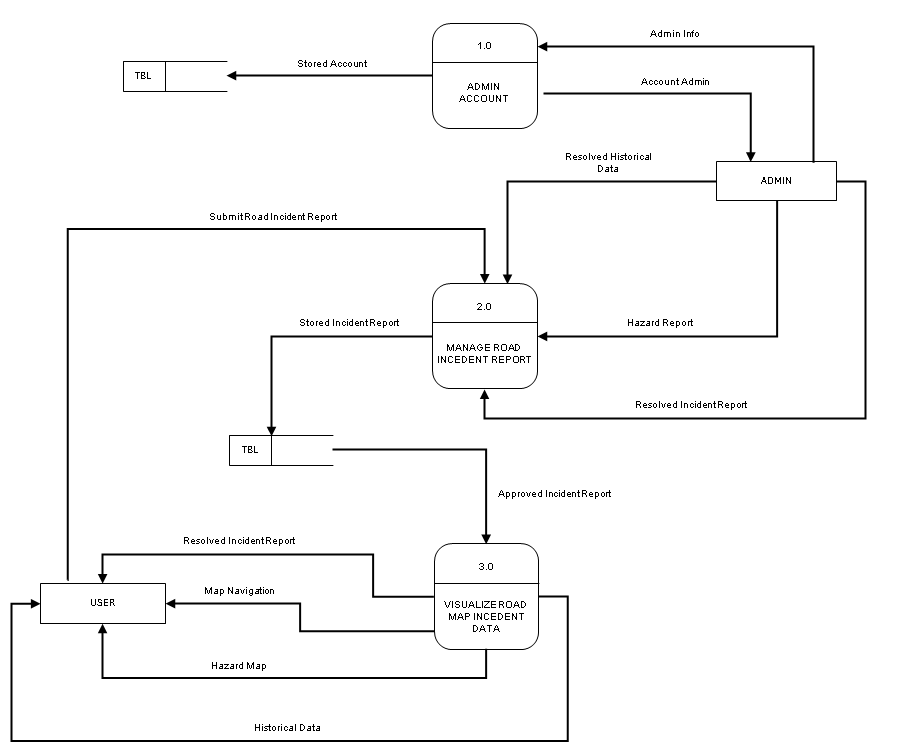 1.0
Admin Info
Stored Account
TBL
ADMIN
ACCOUNT
Account Admin
Resolved Historical
Data
ADMIN
Submit Road Incident Report
2.0
Stored Incident Report
Hazard Report
MANAGE ROAD
INCEDENT REPORT
Resolved Incident Report
TBL
Approved Incident Report
Resolved Incident Report
3.0
Map Navigation
USER
VISUALIZE ROAD
MAP INCEDENT
DATA
Hazard Map
Historical Data